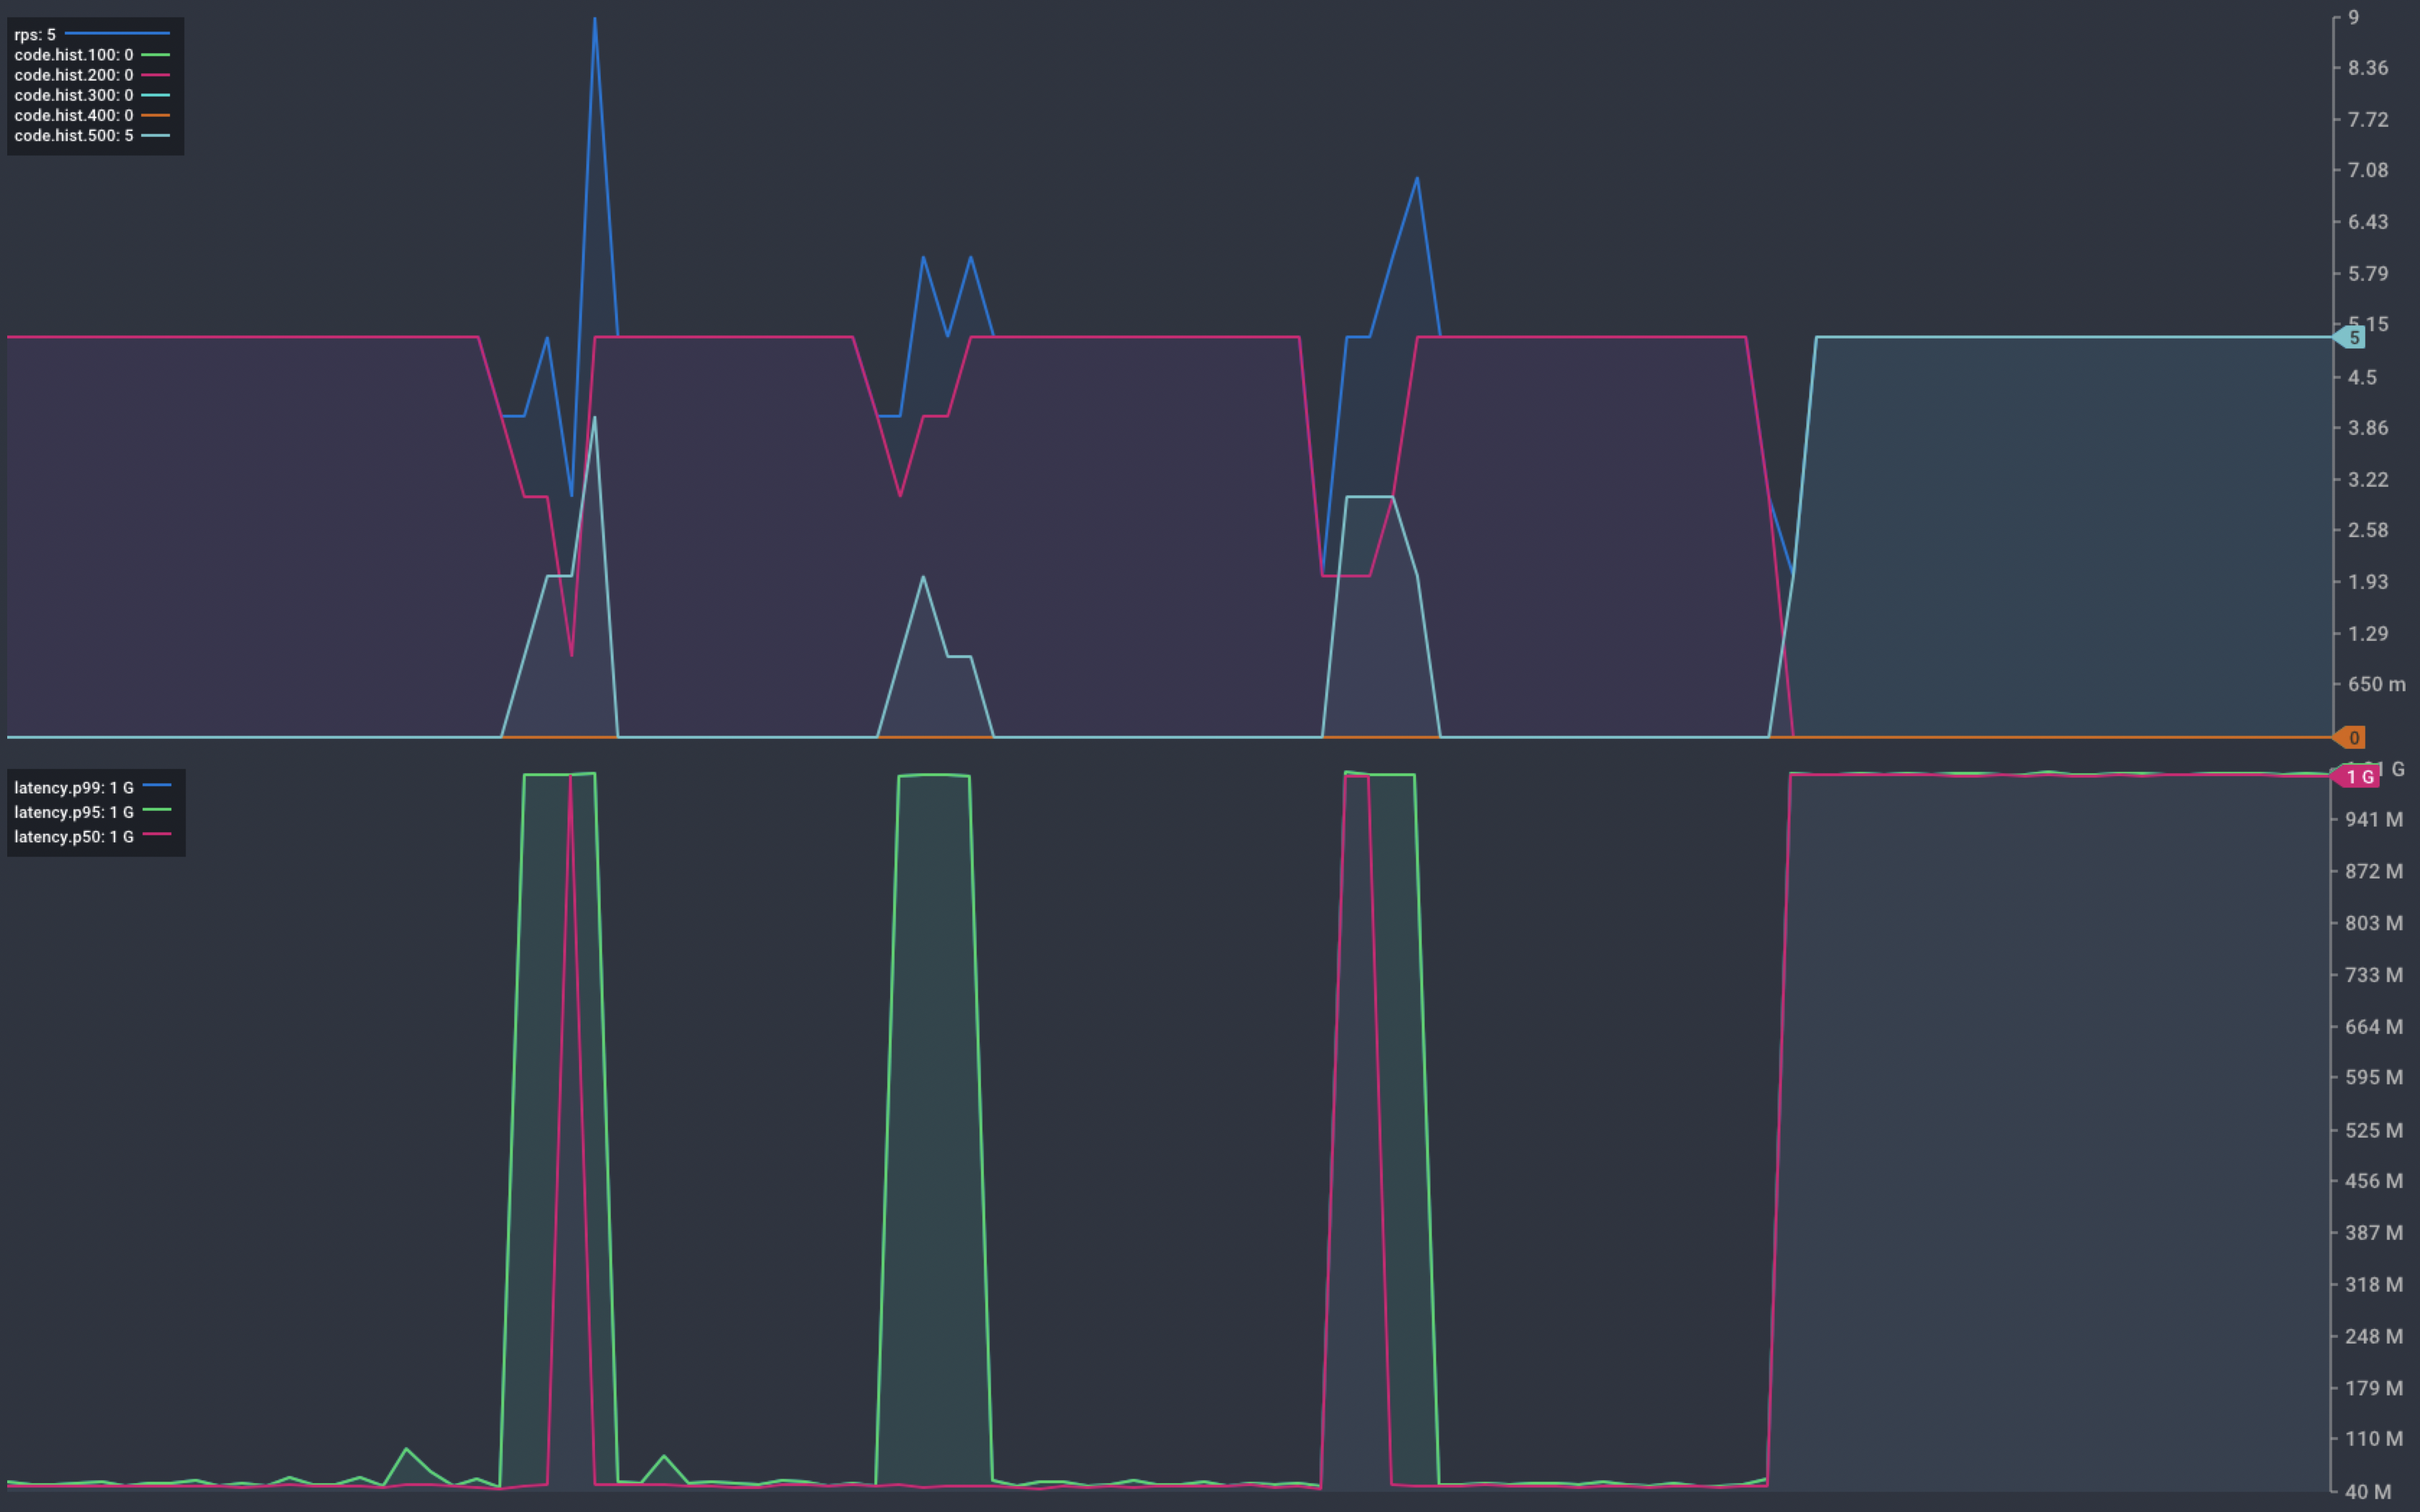 rps: 5
code.hist.100: 0
code.hist.200: 0
code.hist.300: 0
code.hist.400: 0
code.hist.500: 5
9
8.36
7.72
7.08
6.43
5.79
5.15
5
4.5
3.86
3.22
2.58
1.93
1.29
650 m
0
latency.p99: 1 G
latency.p95: 1 G
latency.p50: 1 G
1 G
1 G
941 M
872 M
803 M
733 M
664 M
595 M
525 M
456 M
387 M
318 M
248 M
179 M
110 M
40 M